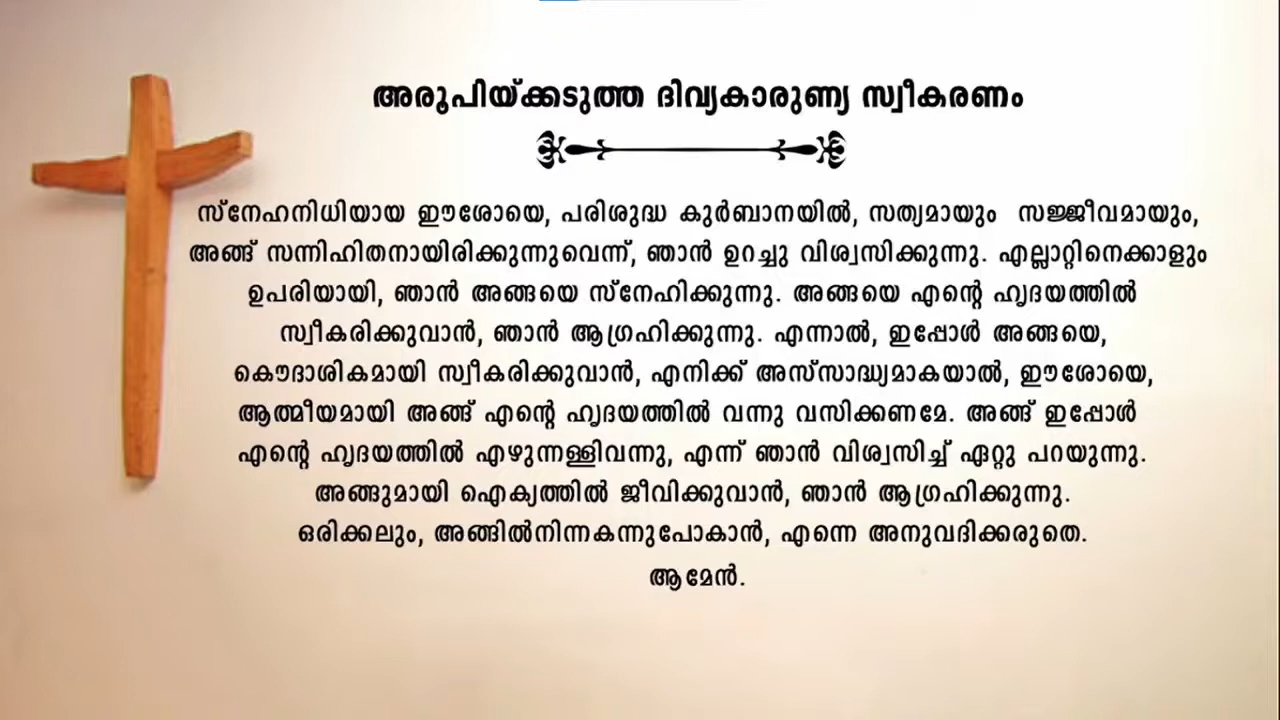 അരൂപിയ്ക്കടുത്ത ദിവ്യകാരുണ്യ സ്വീകരണം
സ്നേഹനിധിയായ ഈശോയെ, പരിശുദ്ധ കുർബാനയിൽ, സത്യമായും സജ്ജീവമായും,
അങ്ങ് സന്നിഹിതനായിരിക്കുന്നുവെന്ന്, ഞാൻ ഉറച്ചു വിശ്വസിക്കുന്നു. എല്ലാറ്റിനെക്കാളും
ഉപരിയായി, ഞാൻ അങ്ങയെ സ്നേഹിക്കുന്നു. അങ്ങയെ എന്റെ ഹൃദയത്തിൽ
സ്വീകരിക്കുവാൻ, ഞാൻ ആഗ്രഹിക്കുന്നു. എന്നാൽ, ഇപ്പോൾ അങ്ങയെ,
കൌദാശികമായി സ്വീകരിക്കുവാൻ, എനിക്ക് അസ്സാദ്ധ്യമാകയാൽ, ഈശോയെ,
ആത്മീയമായി അങ്ങ് എന്റെ ഹൃദയത്തിൽ വന്നു വസിക്കണമേ. അങ്ങ് ഇപ്പോൾ
എന്റെ ഹൃദയത്തിൽ എഴുന്നള്ളിവന്നു, എന്ന് ഞാൻ വിശ്വസിച്ച് ഏറ്റു പറയുന്നു.
അങ്ങുമായി ഐക്യത്തിൽ ജീവിക്കുവാൻ, ഞാൻ ആഗ്രഹിക്കുന്നു.
ഒരിക്കലും, അങ്ങിൽനിന്നകന്നുപോകാൻ, എന്നെ അനുവദിക്കരുതെ.
ആമേൻ.